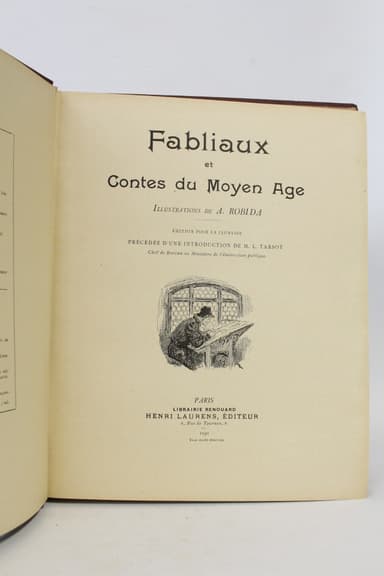 Fabliaux
et
Contes du Moyen Age
Illustrations de A. ROBIDA
ÉDITION POUR LA JEUNESSE
PRÉCÉDÉE D'UNE INTRODUCTION DE M. L. TARSOT
Chef de Bureau au Ministère de l'Instruction publique
PARIS
LIBRAIRIE RENOUARD
HENRI LAURENS, ÉDITEUR
6, Rue de Tournon, 6